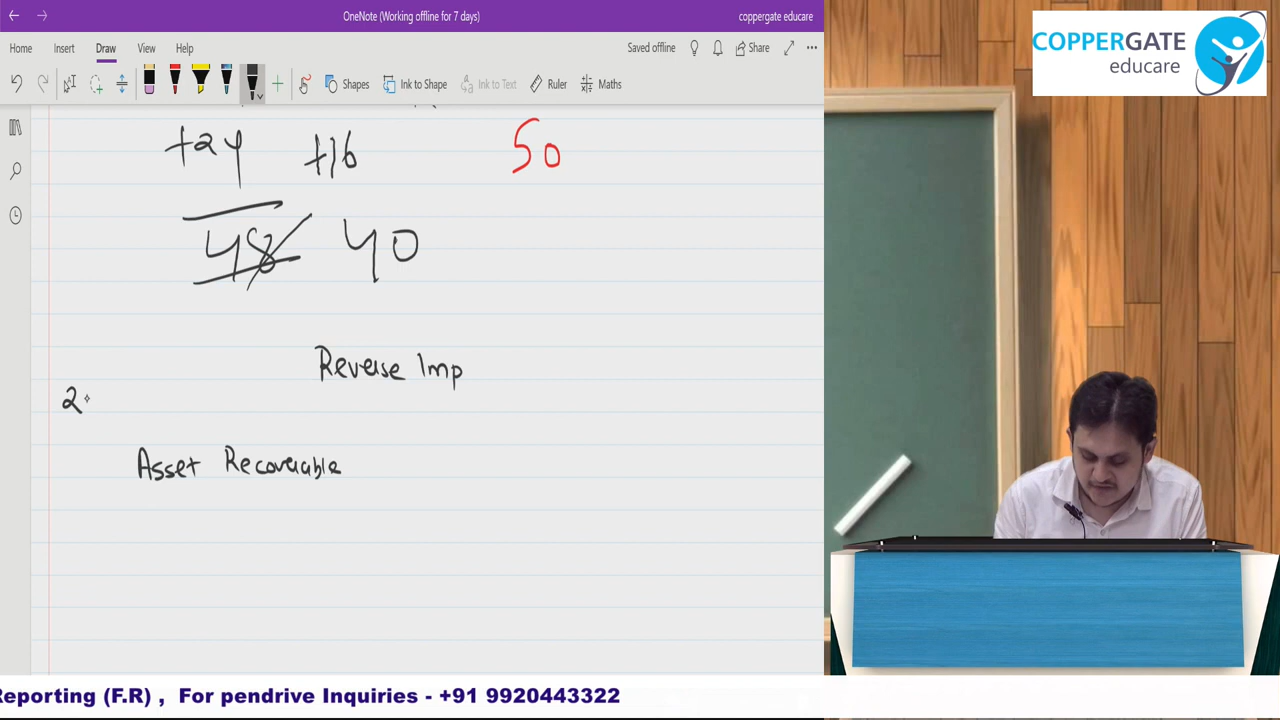 OneNote (Working offline for 7 days)
coppergate educare
Home Insert Draw View Help
Saved offline Share
Shapes Ink to Shape Ink to Text Ruler Maths
COPPERGATE
educare
+24 +16 50
48 40
Reverse Imp
2.
Asset Recoverable
Reporting (F.R) , For pendrive Inquiries - +91 9920443322